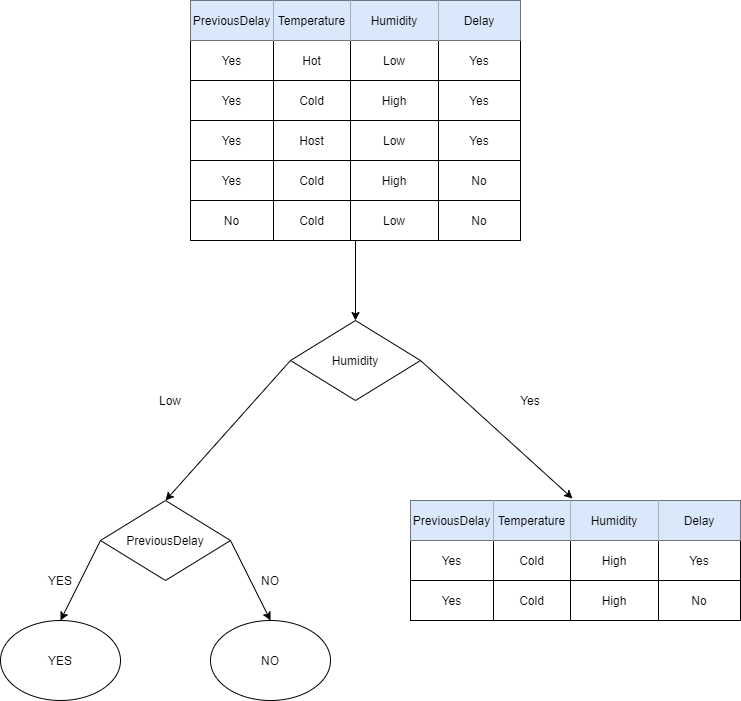 PreviousDelay Temperature Humidity Delay
Yes Hot Low Yes
Yes Cold High Yes
Yes Host Low Yes
Yes Cold High No
No Cold Low No
Humidity
Low Yes
PreviousDelay Temperature Humidity Delay
PreviousDelay
Yes Cold High Yes
YES NO
Yes Cold High No
YES NO